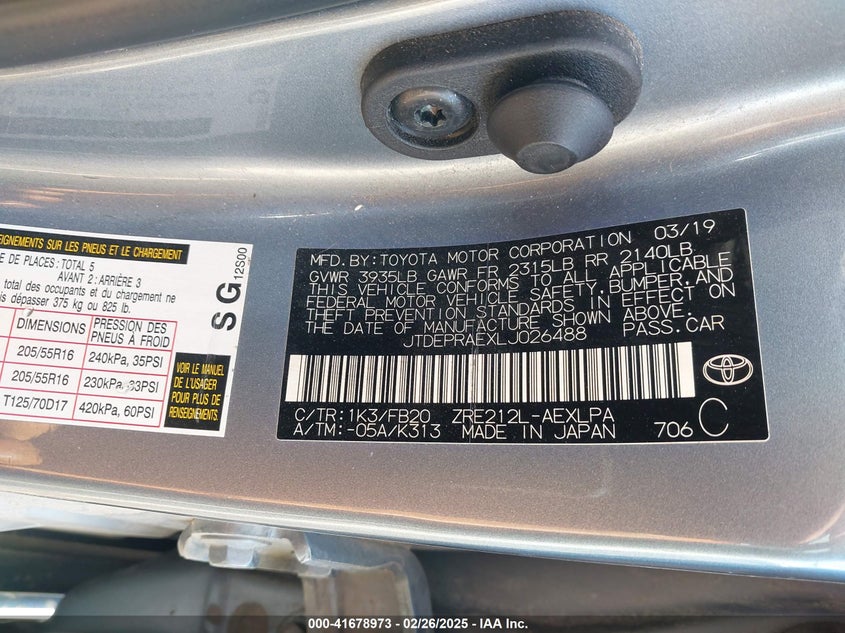 EIGNEMENTS SUR LES PNEUS ET LE CHARGEMENT
E DE PLACES: TOTAL 5
AVANT 2: ARRIÈRE 3
total des occupants et du chargement ne
is dépasser 375 kg ou 825 lb.
DIMENSIONS PRESSION DES PNEUS À FROID
205/55R16 240kPa, 35PSI
205/55R16 230kPa, 33PSI
T125/70D17 420kPa, 60PSI
VOIR LE MANUEL
DE L'USAGER
POUR PLUS DE
RENSEIGNEMENTS
SG 12S00
MFD. BY: TOYOTA MOTOR CORPORATION 03/19
GVWR 3935LB GAWR FR 2315LB RR 2140LB
THIS VEHICLE CONFORMS TO ALL APPLICABLE
FEDERAL MOTOR VEHICLE SAFETY, BUMPER, AND
THEFT PREVENTION STANDARDS IN EFFECT ON
THE DATE OF MANUFACTURE SHOWN ABOVE.
JTDEPRAEXLJ026488 PASS. CAR
C/TR: 1K3/FB20 ZRE212L-AEXLPA
A/TM: -05A/K313 MADE IN JAPAN 706 C
000-41678973 - 02/26/2025 - IAA Inc.